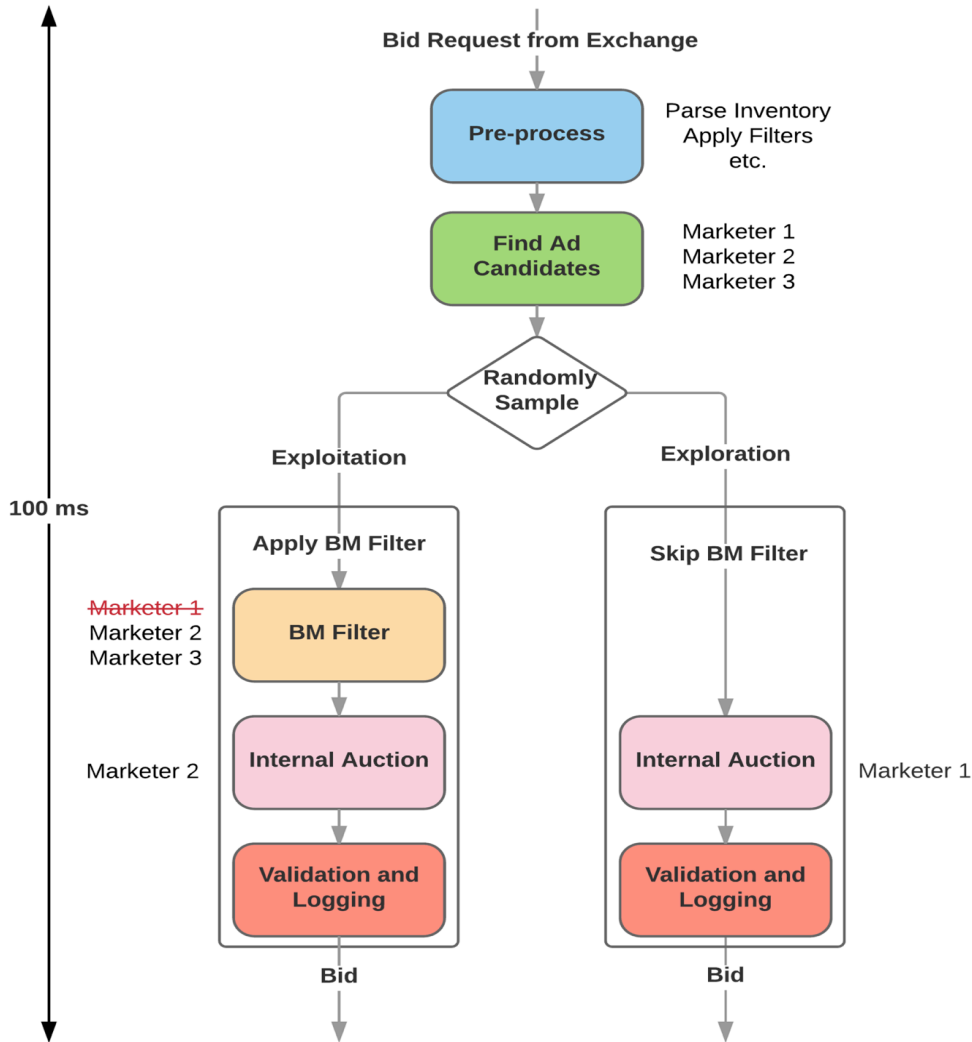 Bid Request from Exchange
Pre-process
Parse Inventory
Apply Filters
etc.
Find Ad
Candidates
Marketer 1
Marketer 2
Marketer 3
Randomly
Sample
Exploitation
Exploration
100 ms
Apply BM Filter
Skip BM Filter
Marketer 1
Marketer 2
Marketer 3
BM Filter
Marketer 2
Internal Auction
Internal Auction
Marketer 1
Validation and
Logging
Validation and
Logging
Bid
Bid